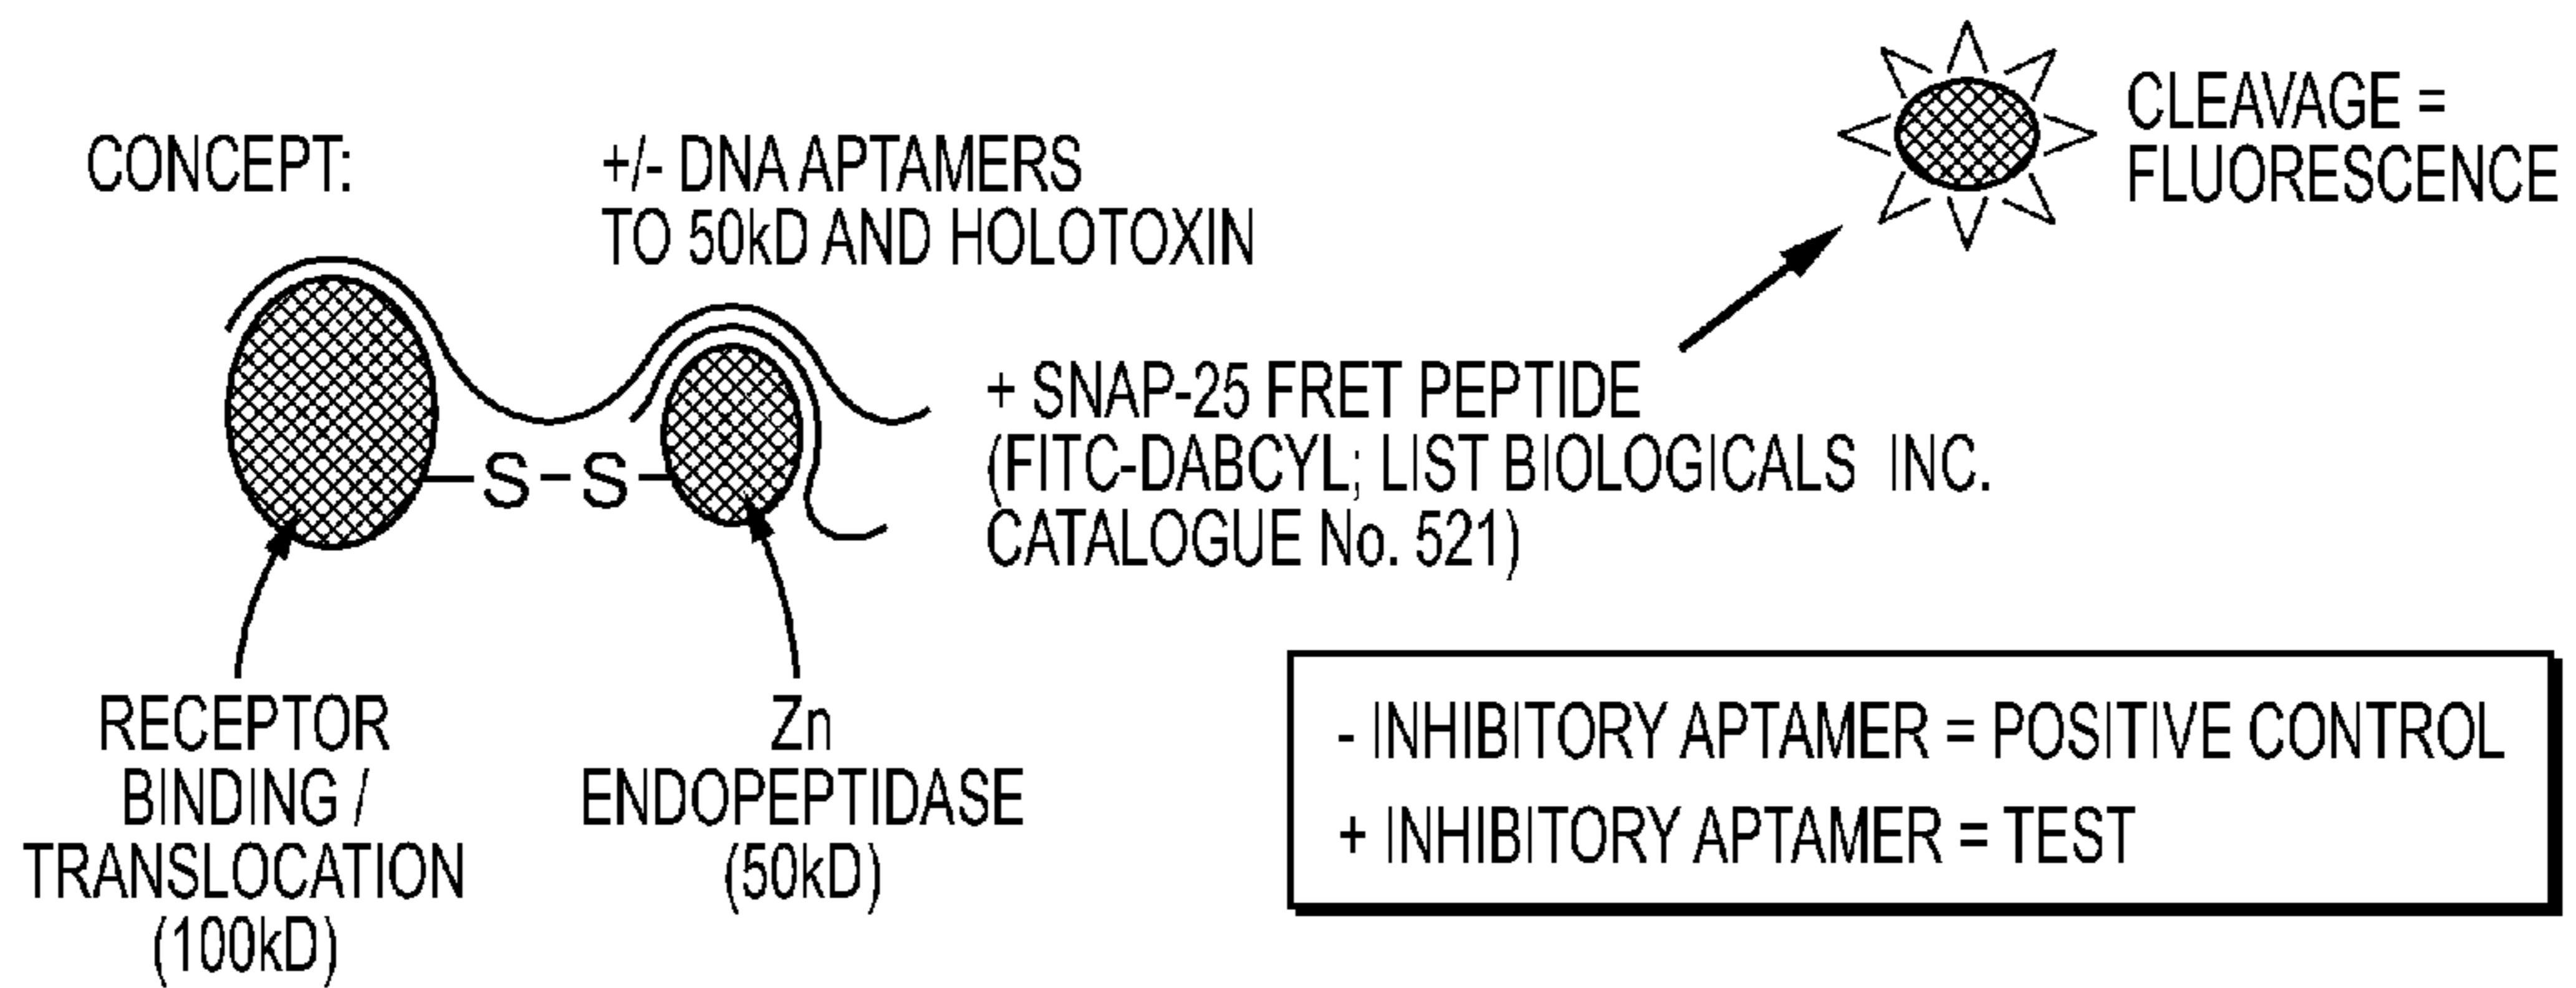 CONCEPT:
+/- DNA APTAMERS
TO 50kD AND HOLOTOXIN
CLEAVAGE =
FLUORESCENCE
+ SNAP-25 FRET PEPTIDE
(FITC-DABCYL; LIST BIOLOGICALS INC.
CATALOGUE No. 521)
S-S
RECEPTOR
BINDING /
TRANSLOCATION
(100kD)
Zn
ENDOPEPTIDASE
(50kD)
- INHIBITORY APTAMER = POSITIVE CONTROL
+ INHIBITORY APTAMER = TEST